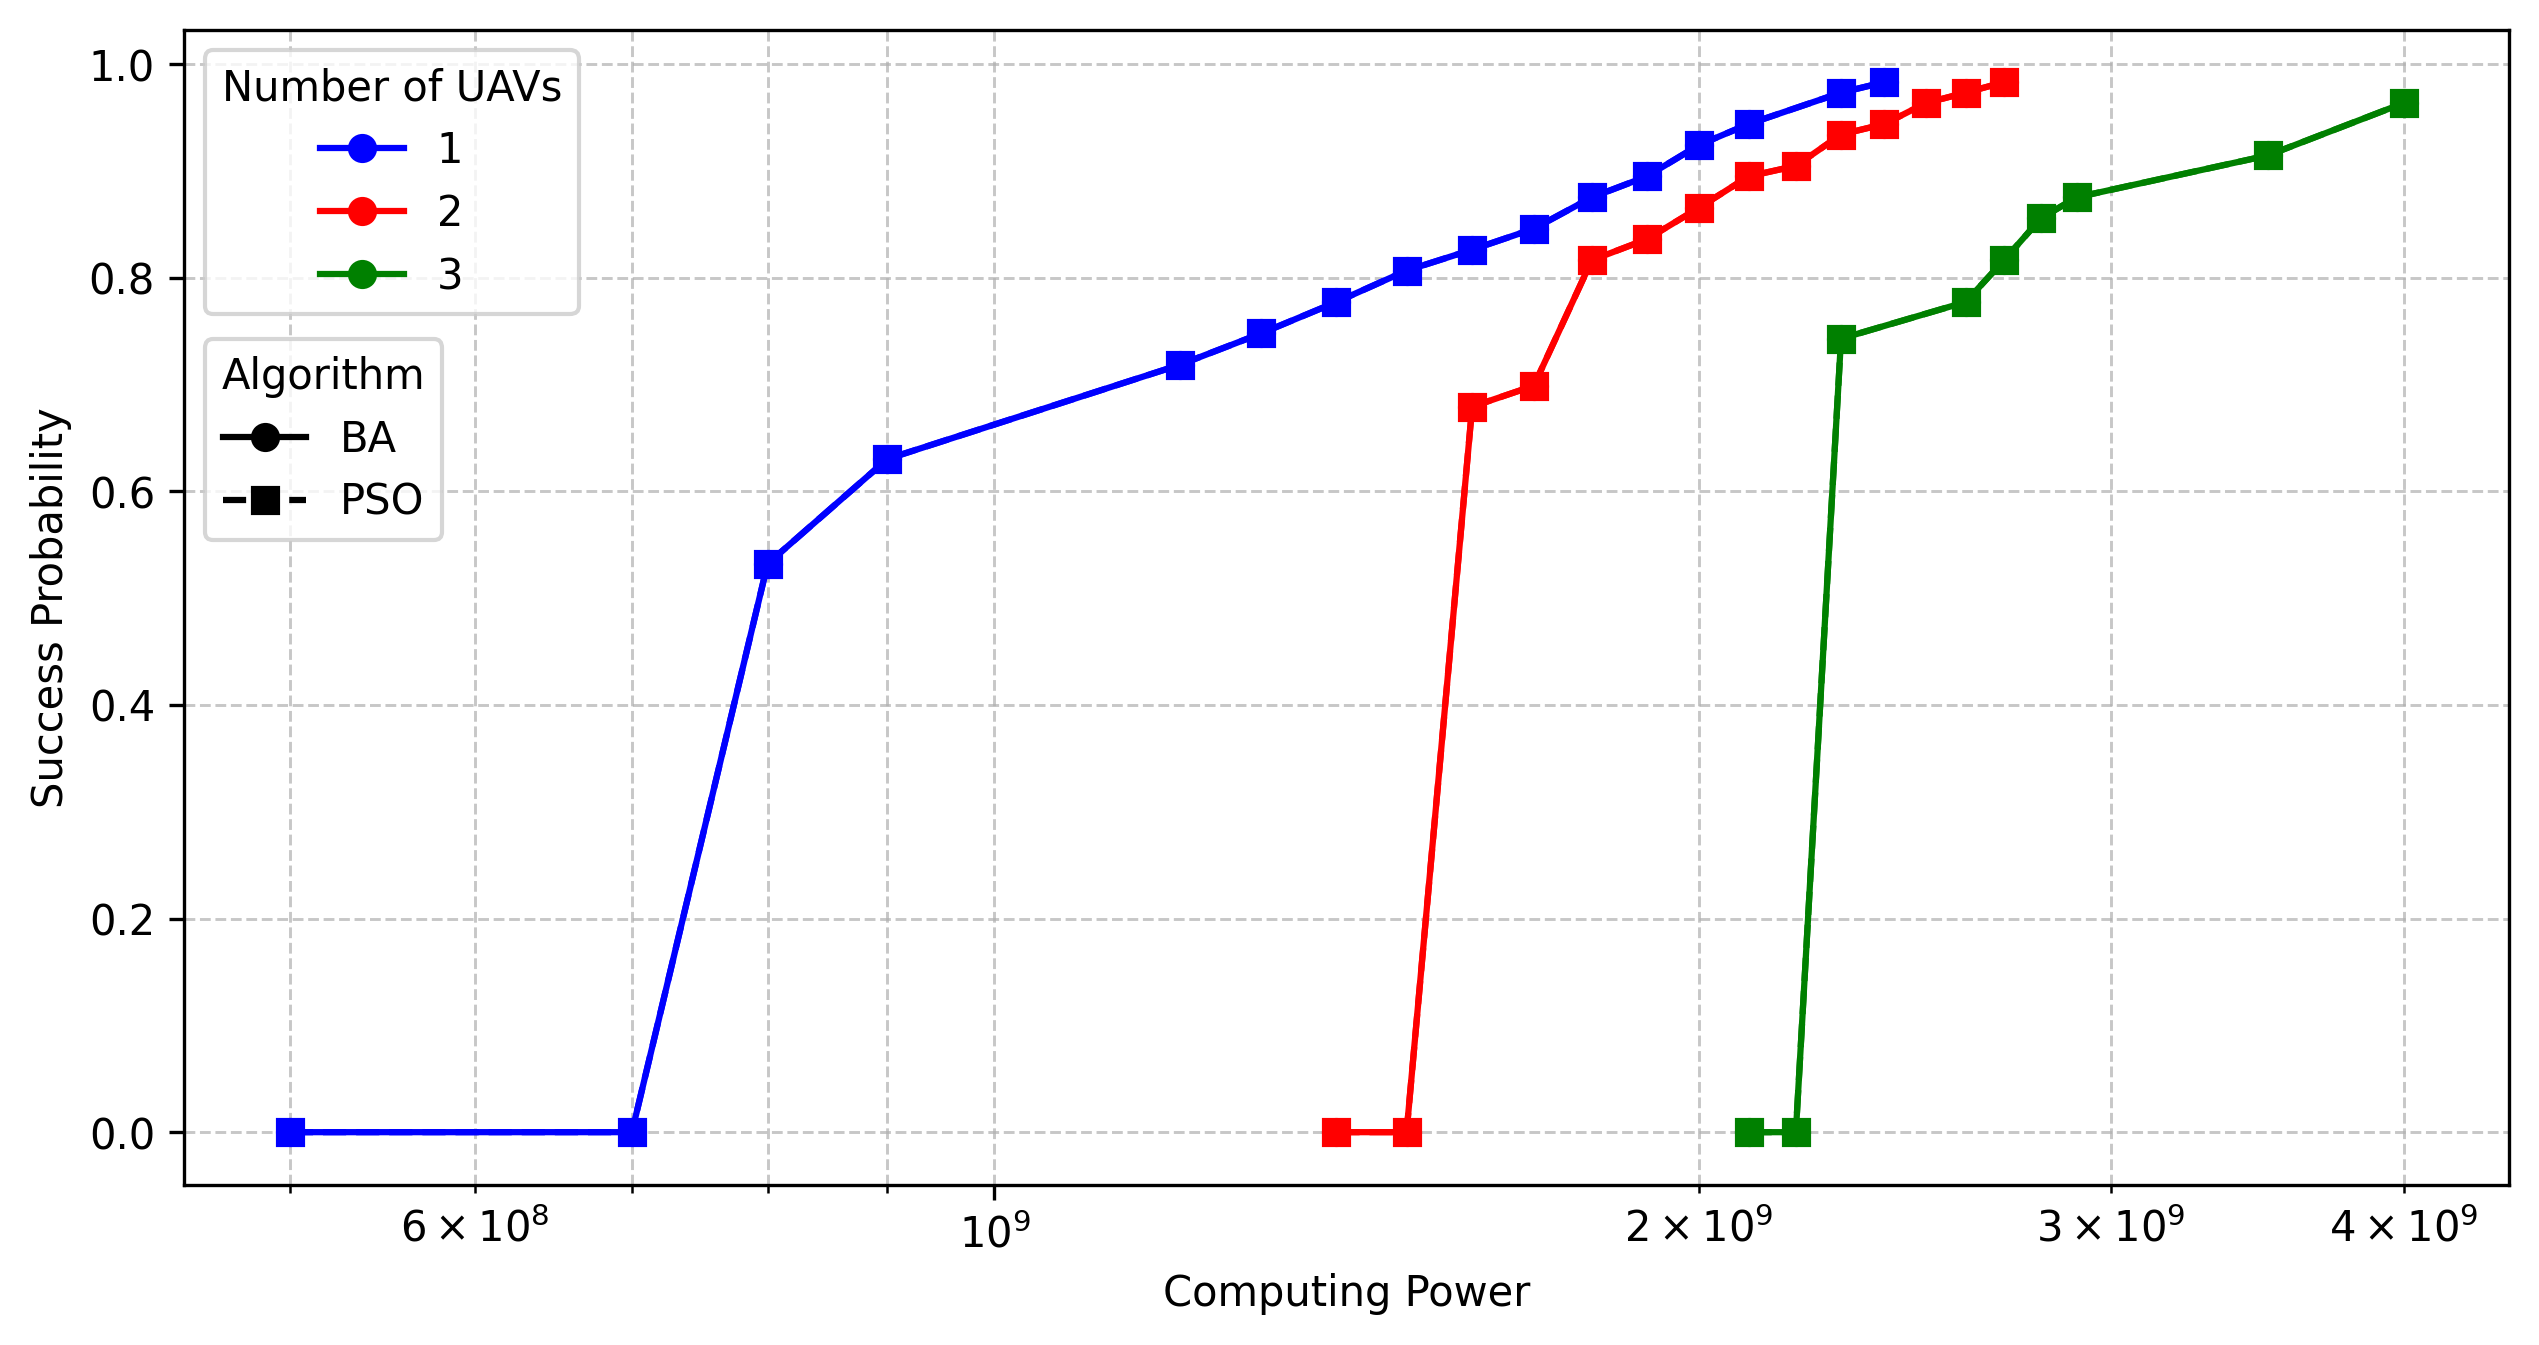 Success Probability
1.0
0.8
0.6
0.4
0.2
0.0
Number of UAVs
1
2
3
Algorithm
BA
PSO
6 × 10⁸
10⁹
2 × 10⁹
3 × 10⁹
4 × 10⁹
Computing Power